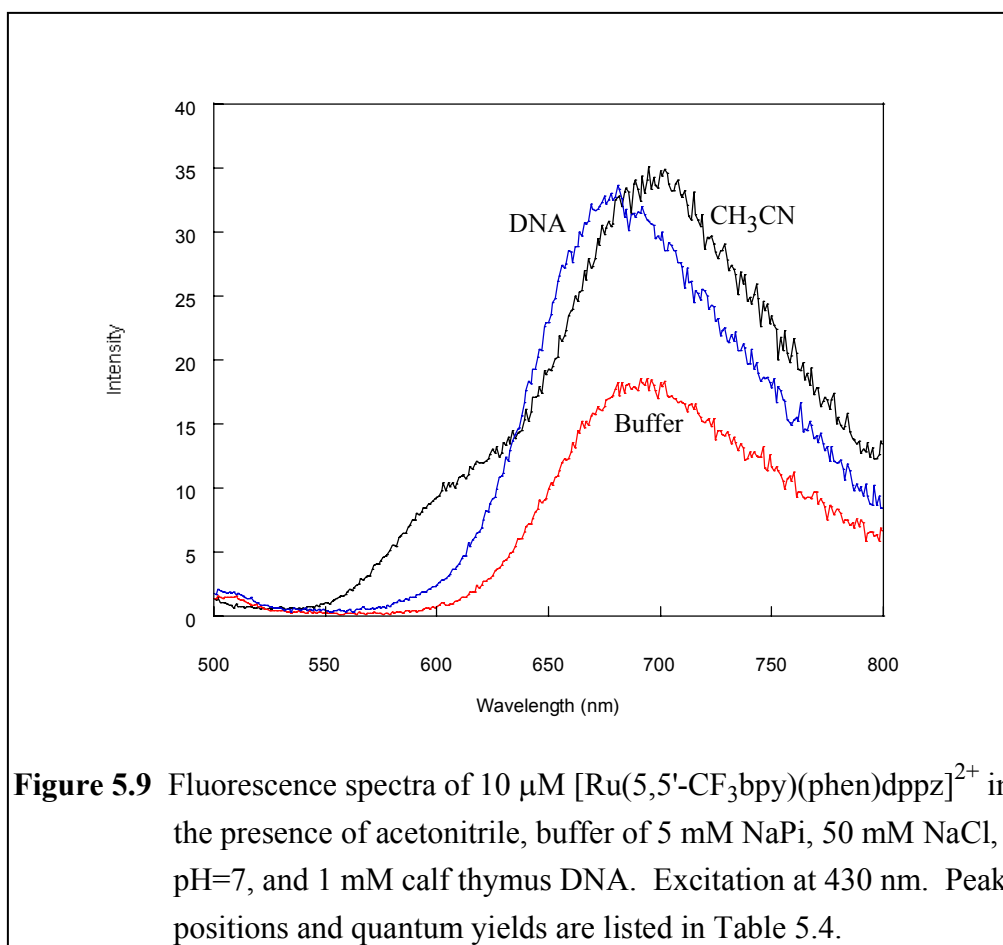 40
35
30
25
20
15
10
5
0
Intensity
DNA
CH₃CN
Buffer
500 550 600 650 700 750 800
Wavelength (nm)
Figure 5.9 Fluorescence spectra of 10 μM [Ru(5,5'-CF₃bpy)(phen)dppz]²⁺ in
the presence of acetonitrile, buffer of 5 mM NaPi, 50 mM NaCl,
pH=7, and 1 mM calf thymus DNA. Excitation at 430 nm. Peak
positions and quantum yields are listed in Table 5.4.